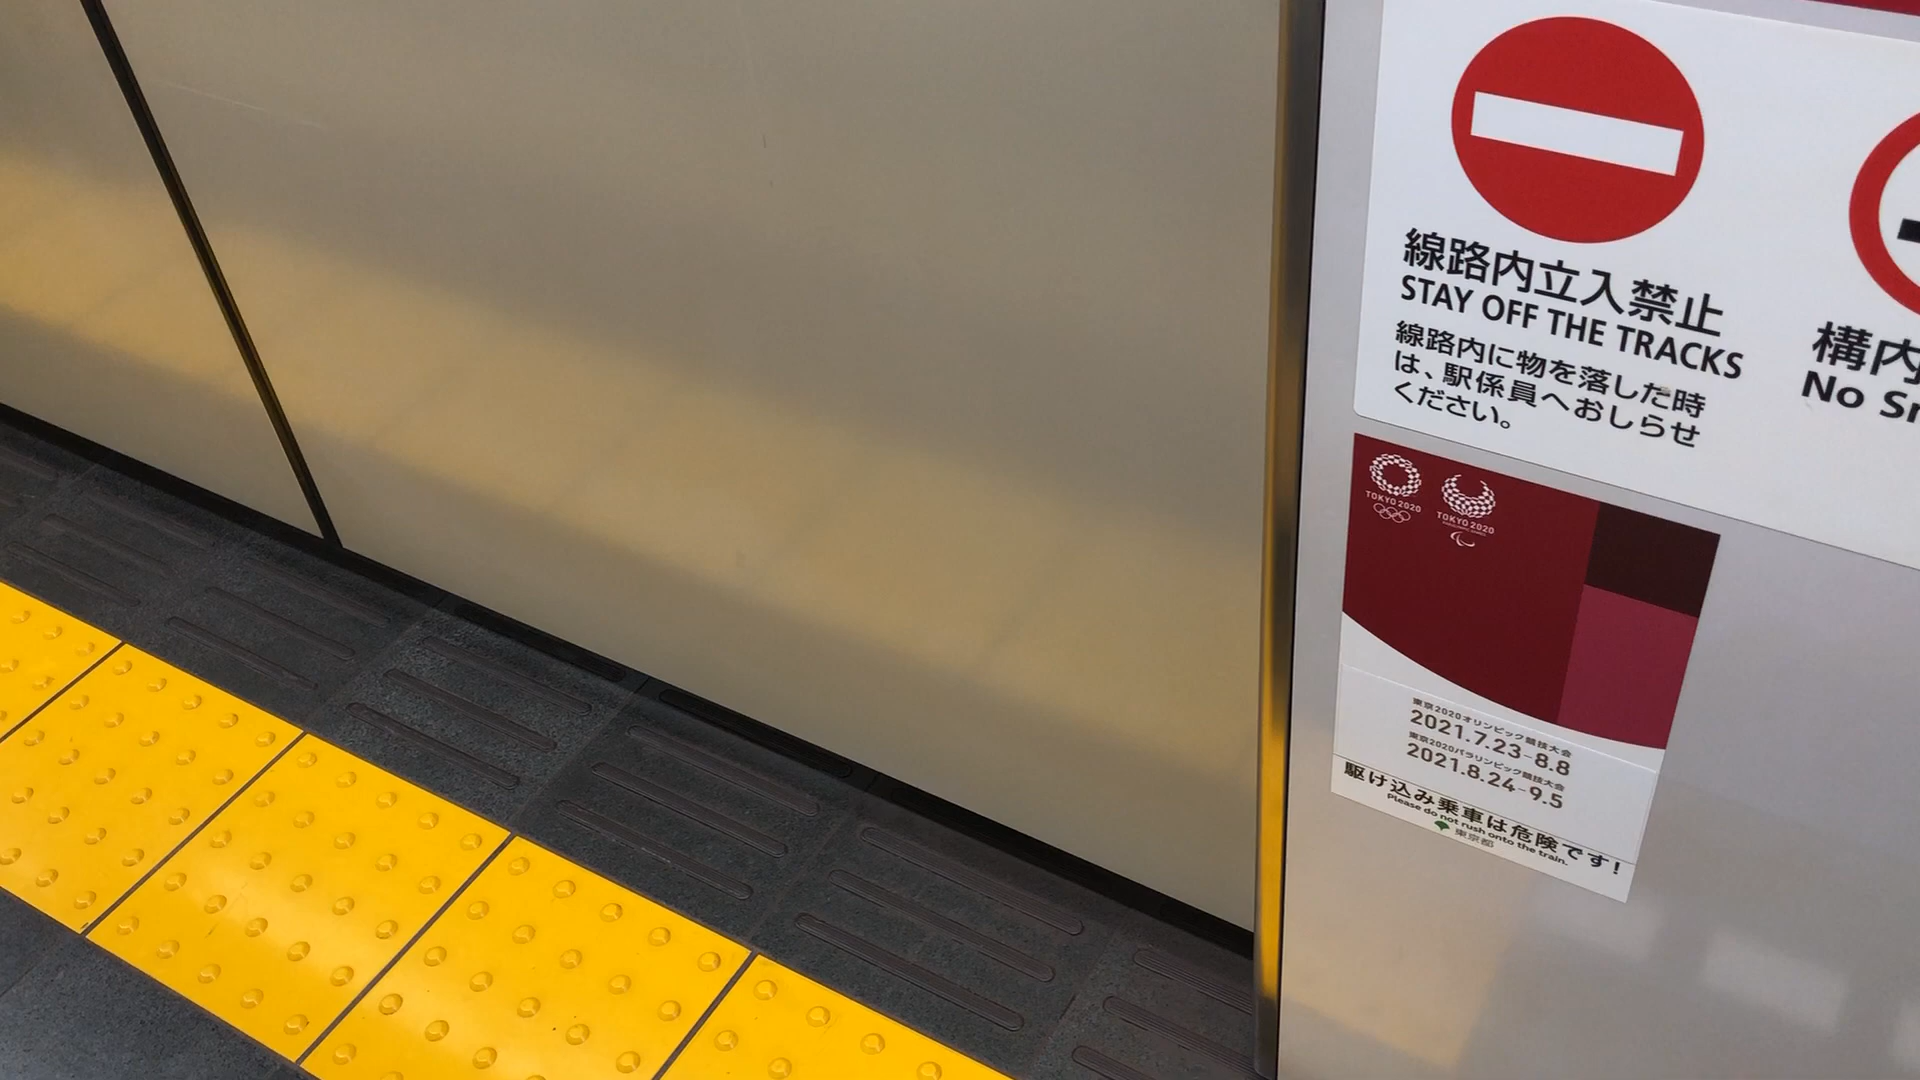 線路内立入禁止
STAY OFF THE TRACKS
線路内に物を落した時
は、駅係員へおしらせ
ください。
構内
No
TOKYO 2020
TOKYO 2020
東京2020オリンピック競技大会
2021.7.23-8.8
東京2020パラリンピック競技大会
2021.8.24-9.5
駆け込み乗車は危険です!
Please do not rush onto the train.
東京都